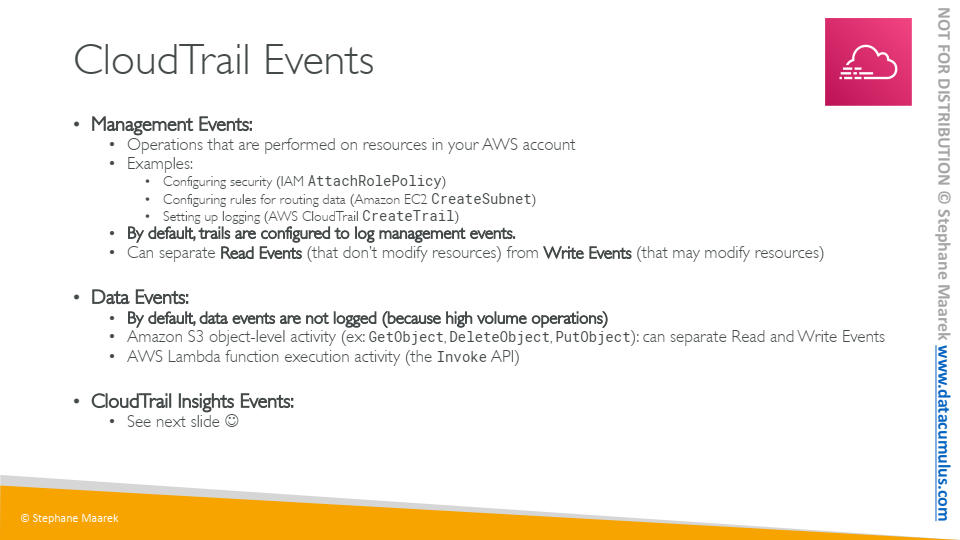 CloudTrail Events
• Management Events:
• Operations that are performed on resources in your AWS account
• Examples:
• Configuring security (IAM AttachRolePolicy)
• Configuring rules for routing data (Amazon EC2 CreateSubnet)
• Setting up logging (AWS CloudTrail CreateTrail)
• By default, trails are configured to log management events.
• Can separate Read Events (that don't modify resources) from Write Events (that may modify resources)
• Data Events:
• By default, data events are not logged (because high volume operations)
• Amazon S3 object-level activity (ex: GetObject, DeleteObject, PutObject): can separate Read and Write Events
• AWS Lambda function execution activity (the Invoke API)
• CloudTrail Insights Events:
• See next slide ☺
© Stephane Maarek
NOT FOR DISTRIBUTION © Stephane Maarek www.datacumulus.com